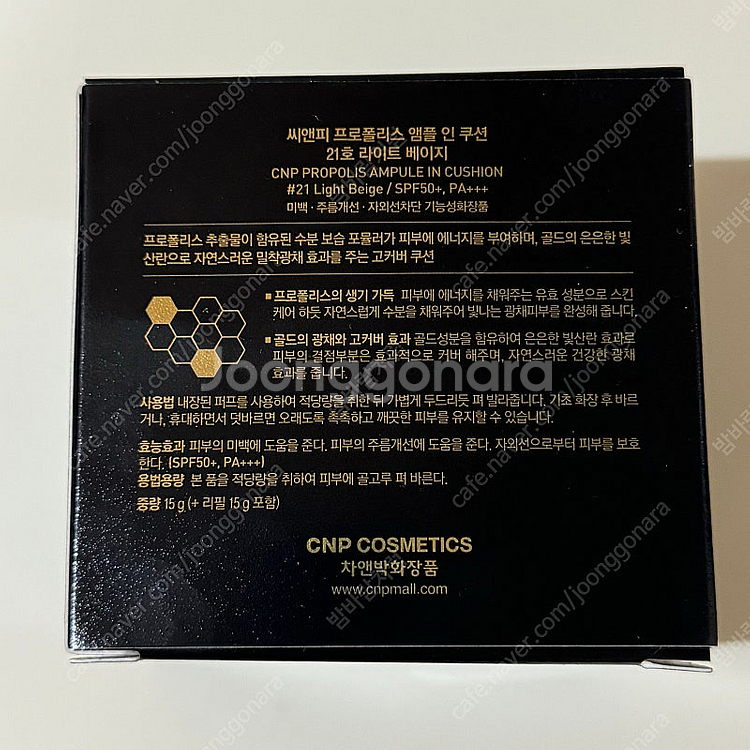 씨앤피 프로폴리스 앰플 인 쿠션
21호 라이트 베이지
CNP PROPOLIS AMPULE IN CUSHION
#21 Light Beige / SPF50+, PA+++
미백 · 주름개선 · 자외선차단 기능성화장품
프로폴리스 추출물이 함유된 수분 보습 포뮬러가 피부에 에너지를 부여하며, 골드의 은은한 빛
산란으로 자연스러운 밀착광채 효과를 주는 고커버 쿠션
프로폴리스의 생기 가득 피부에 에너지를 채워주는 유효 성분으로 스킨
케어 하듯 자연스럽게 수분을 채워주어 빛나는 광채피부를 완성해 줍니다.
골드의 광채와 고커버 효과 골드성분을 함유하여 은은한 빛산란 효과로
피부의 결점부분은 효과적으로 커버 해주며, 자연스러운 건강한 광채
효과를 줍니다.
Joonggonara
사용법 내장된 퍼프를 사용하여 적당량을 취한 뒤 가볍게 두드리듯 펴 발라줍니다. 기초 화장 후 바르
거나, 휴대하면서 덧바르면 오래도록 촉촉하고 깨끗한 피부를 유지할 수 있습니다.
효능효과 피부의 미백에 도움을 준다. 피부의 주름개선에 도움을 준다. 자외선으로부터 피부를 보호
한다. (SPF50+, PA+++)
용법용량 본 품을 적당량을 취하여 피부에 골고루 펴 바른다.
중량 15 g (+ 리필 15 g 포함)
CNP COSMETICS
차앤박화장품
www.cnpmall.com
cafe.naver.com/joonggonara